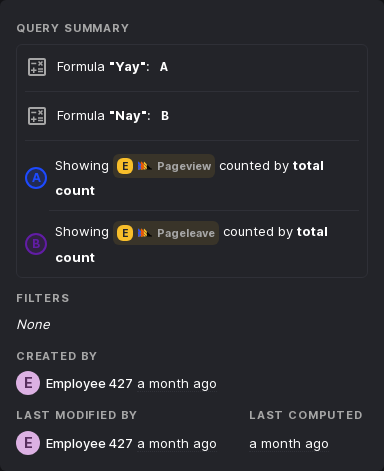 QUERY SUMMARY
Formula "Yay": A
Formula "Nay": B
A Showing E Pageview counted by total
count
B Showing E Pageleave counted by total
count
FILTERS
None
CREATED BY
E Employee 427 a month ago
LAST MODIFIED BY LAST COMPUTED
E Employee 427 a month ago a month ago